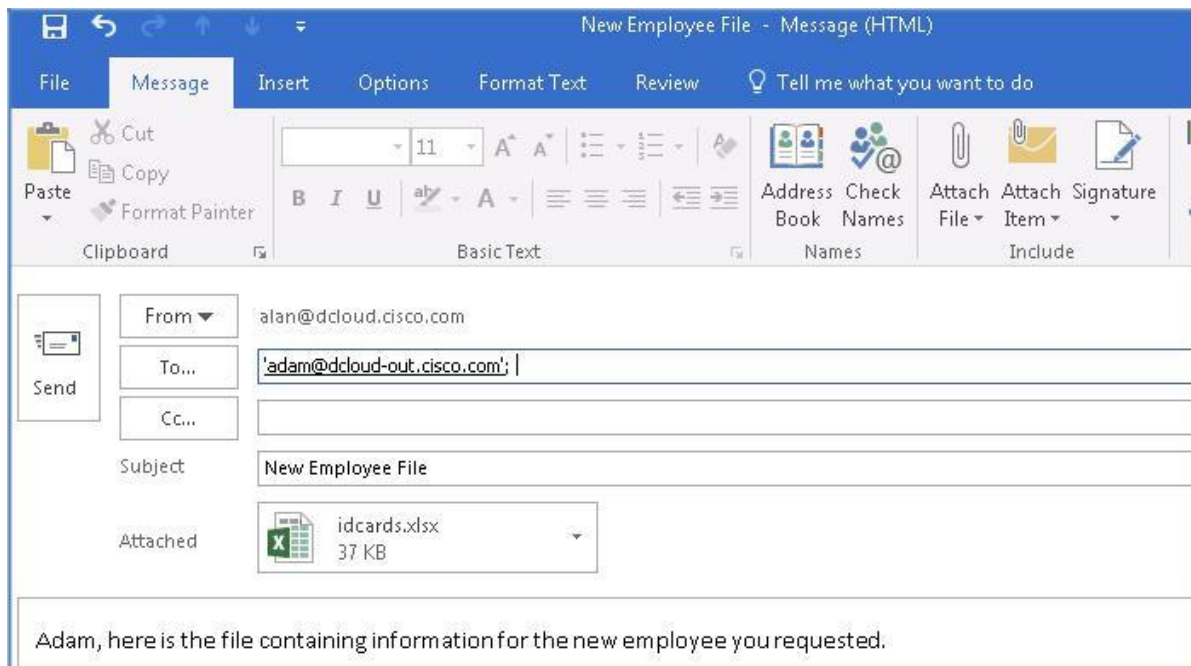 New Employee File - Message (HTML)
File Message Insert Options Format Text Review Tell me what you want to do
Paste
Cut
Copy
Format Painter
Clipboard
11 A A
B I U aby A
Basic Text
Address Book
Check Names
Names
Attach File
Attach Item
Signature
Include
Send
From alan@dcloud.cisco.com
To... 'adam@dcloud-out.cisco.com';
Cc...
Subject New Employee File
Attached idcards.xlsx
37 KB
Adam, here is the file containing information for the new employee you requested.